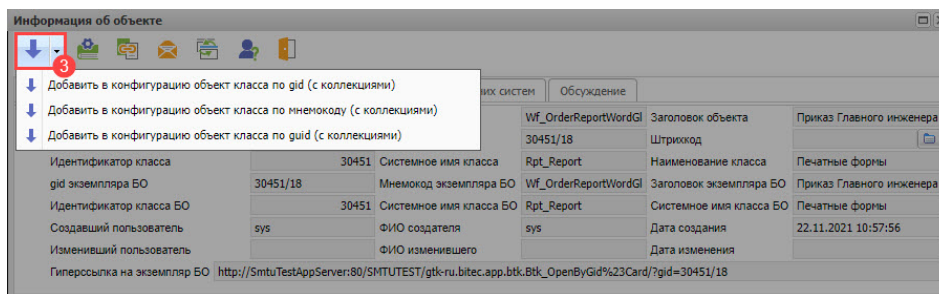 Информация об объекте
3
Добавить в конфигурацию объект класса по gid (с коллекциями)
них систем Обсуждение
Добавить в конфигурацию объект класса по мнемокоду (с коллекциями)
Wf_OrderReportWordGl Заголовок объекта Приказ Главного инженера
Добавить в конфигурацию объект класса по guid (с коллекциями)
30451/18 Штрихкод
Идентификатор класса 30451 Системное имя класса Rpt_Report Наименование класса Печатные формы
gid экземпляра БО 30451/18 Мнемокод экземпляра БО Wf_OrderReportWordGl Заголовок экземпляра БО Приказ Главного инженера
Идентификатор класса БО 30451 Системное имя класса БО Rpt_Report Системное имя класса БО Печатные формы
Создавший пользователь sys ФИО создателя sys Дата создания 22.11.2021 10:57:56
Изменивший пользователь ФИО изменившего Дата изменения
Гиперссылка на экземпляр БО http://SmtuTestAppServer:80/SMTUTEST/gtk-ru.bitec.app.btk.Btk_OpenByGid%23Card/?gid=30451/18